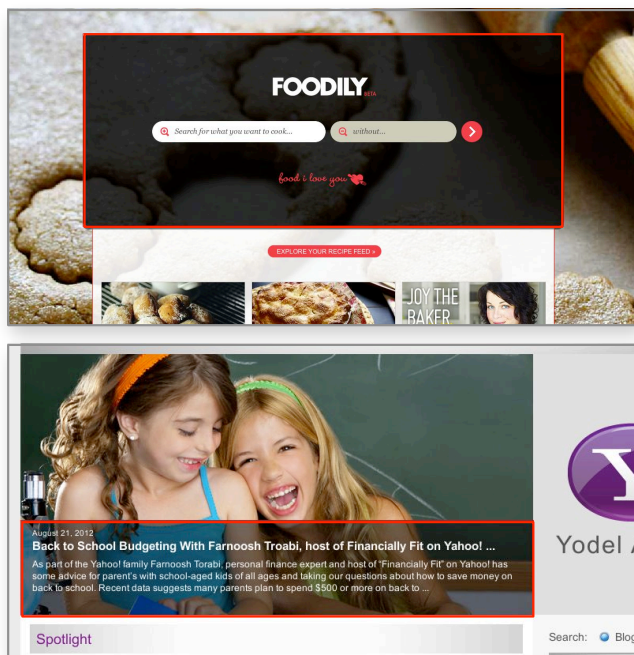 FOODILY BETA
Search for what you want to cook... without...
food i love you
EXPLORE YOUR RECIPE FEED »
JOY THE
BAKER
August 21, 2012
Back to School Budgeting With Farnoosh Troabi, host of Financially Fit on Yahoo! ...
As part of the Yahoo! family Farnoosh Torabi, personal finance expert and host of "Financially Fit" on Yahoo! has
some advice for parent's with school-aged kids of all ages and taking our questions about how to save money on
back to school. Recent data suggests many parents plan to spend $500 or more on back to ...
Y
Yodel A
Spotlight
Search: Blog